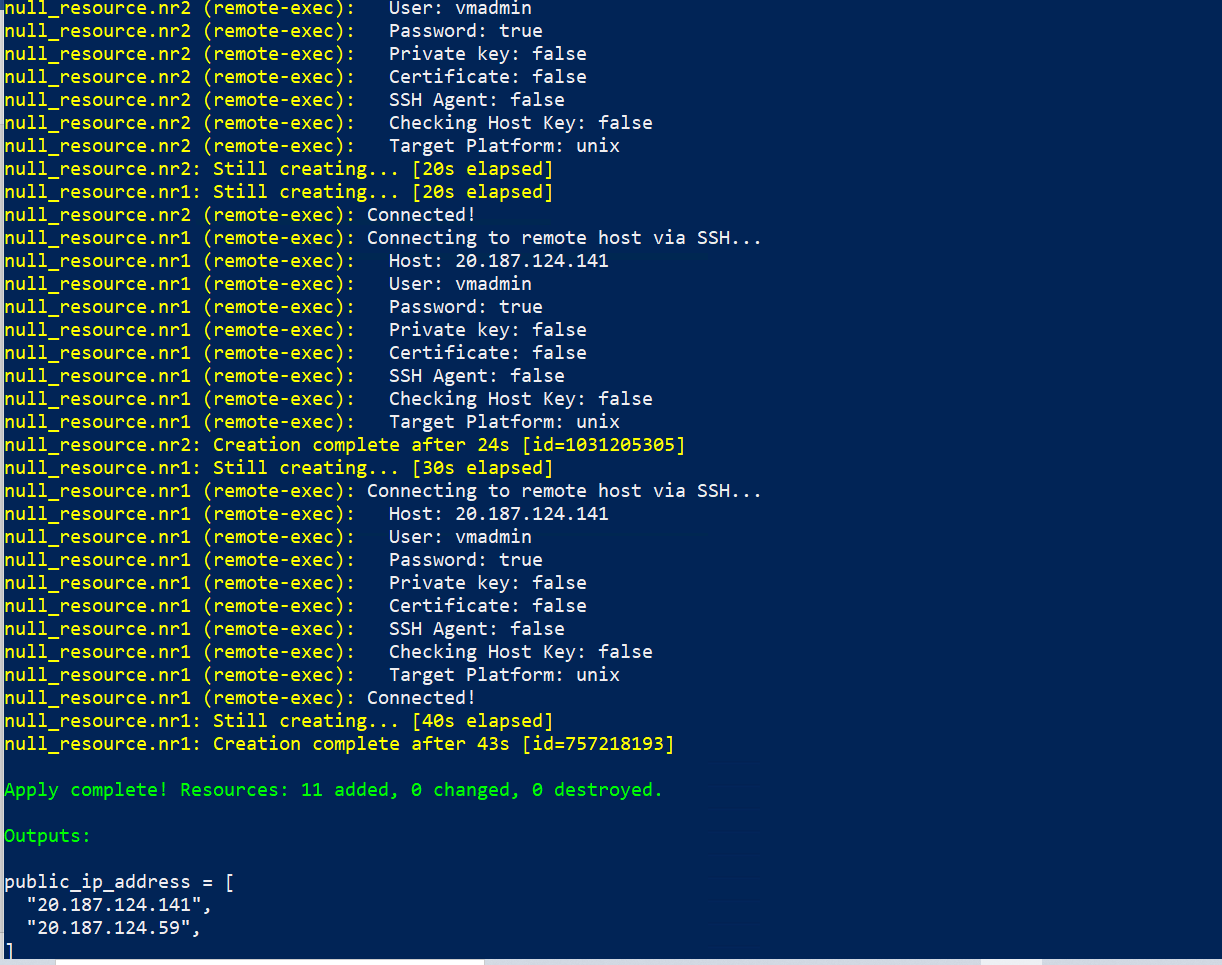 null_resource.nr2 (remote-exec):   User: vmadmin
null_resource.nr2 (remote-exec):   Password: true
null_resource.nr2 (remote-exec):   Private key: false
null_resource.nr2 (remote-exec):   Certificate: false
null_resource.nr2 (remote-exec):   SSH Agent: false
null_resource.nr2 (remote-exec):   Checking Host Key: false
null_resource.nr2 (remote-exec):   Target Platform: unix
null_resource.nr2: Still creating... [20s elapsed]
null_resource.nr1: Still creating... [20s elapsed]
null_resource.nr2 (remote-exec): Connected!
null_resource.nr1 (remote-exec): Connecting to remote host via SSH...
null_resource.nr1 (remote-exec):   Host: 20.187.124.141
null_resource.nr1 (remote-exec):   User: vmadmin
null_resource.nr1 (remote-exec):   Password: true
null_resource.nr1 (remote-exec):   Private key: false
null_resource.nr1 (remote-exec):   Certificate: false
null_resource.nr1 (remote-exec):   SSH Agent: false
null_resource.nr1 (remote-exec):   Checking Host Key: false
null_resource.nr1 (remote-exec):   Target Platform: unix
null_resource.nr2: Creation complete after 24s [id=1031205305]
null_resource.nr1: Still creating... [30s elapsed]
null_resource.nr1 (remote-exec): Connecting to remote host via SSH...
null_resource.nr1 (remote-exec):   Host: 20.187.124.141
null_resource.nr1 (remote-exec):   User: vmadmin
null_resource.nr1 (remote-exec):   Password: true
null_resource.nr1 (remote-exec):   Private key: false
null_resource.nr1 (remote-exec):   Certificate: false
null_resource.nr1 (remote-exec):   SSH Agent: false
null_resource.nr1 (remote-exec):   Checking Host Key: false
null_resource.nr1 (remote-exec):   Target Platform: unix
null_resource.nr1 (remote-exec): Connected!
null_resource.nr1: Still creating... [40s elapsed]
null_resource.nr1: Creation complete after 43s [id=757218193]
Apply complete! Resources: 11 added, 0 changed, 0 destroyed.
Outputs:
public_ip_address = [
  "20.187.124.141",
  "20.187.124.59",
]